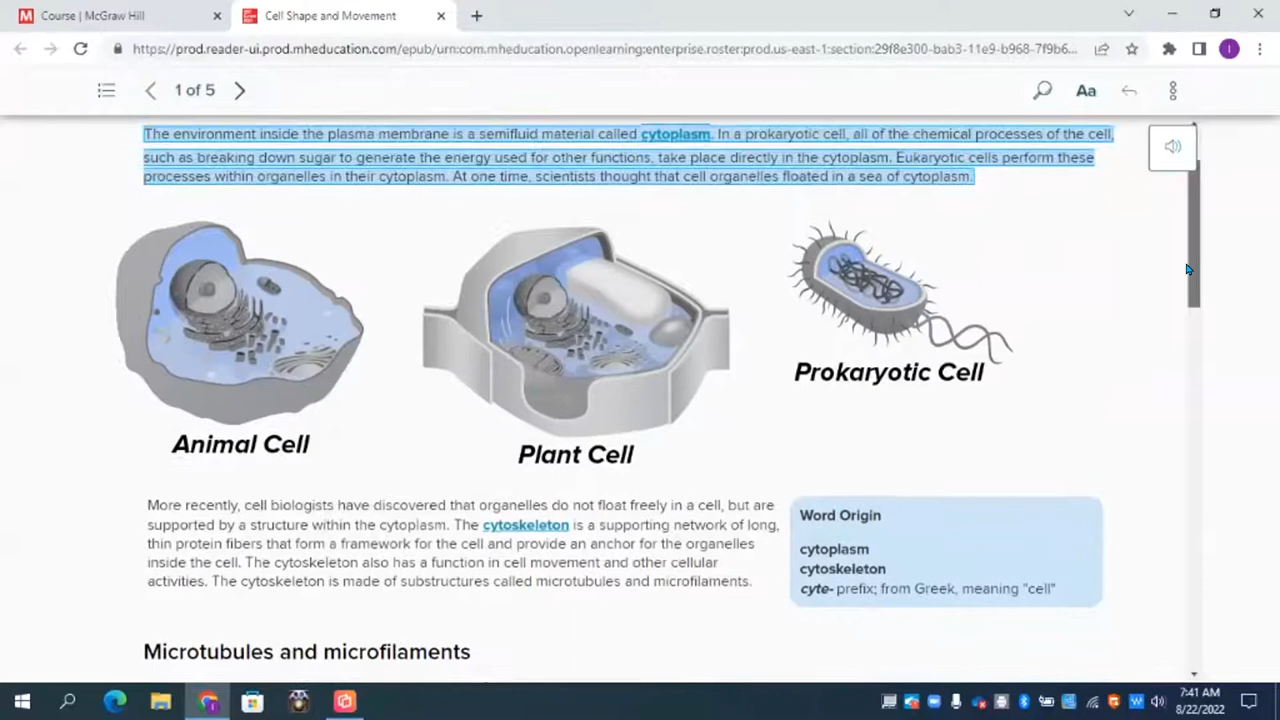 Course | McGraw Hill
Cell Shape and Movement
https://prod.reader-ui.prod.mheducation.com/epub/urn:com.mheducation.openlearning:enterprise.roster:prod.us-east-1:section:29f8e300-bab3-11e9-b968-7f9b6...
1 of 5
Aa
The environment inside the plasma membrane is a semifluid material called cytoplasm. In a prokaryotic cell, all of the chemical processes of the cell,
such as breaking down sugar to generate the energy used for other functions, take place directly in the cytoplasm. Eukaryotic cells perform these
processes within organelles in their cytoplasm. At one time, scientists thought that cell organelles floated in a sea of cytoplasm.
Prokaryotic Cell
Animal Cell
Plant Cell
More recently, cell biologists have discovered that organelles do not float freely in a cell, but are
supported by a structure within the cytoplasm. The cytoskeleton is a supporting network of long,
thin protein fibers that form a framework for the cell and provide an anchor for the organelles
inside the cell. The cytoskeleton also has a function in cell movement and other cellular
activities. The cytoskeleton is made of substructures called microtubules and microfilaments.
Word Origin
cytoplasm
cytoskeleton
cyte- prefix; from Greek, meaning "cell"
Microtubules and microfilaments
7:41 AM
8/22/2022